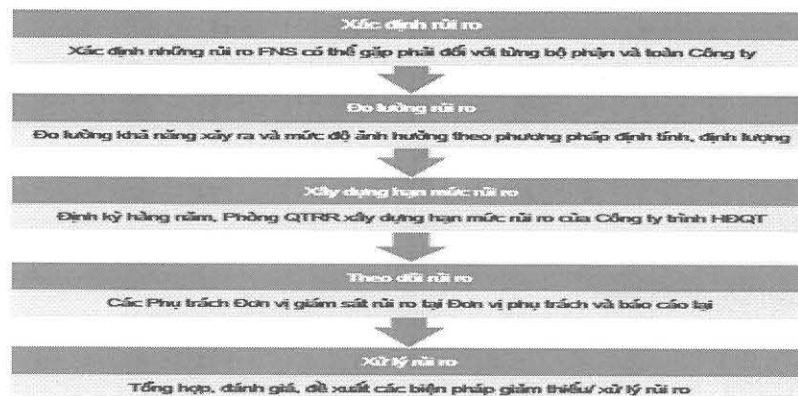 Xác định rủi ro
Xác định những rủi ro FNS có thể gặp phải đối với từng bộ phận và toàn Công ty
Đo lường rủi ro
Đo lường khả năng xảy ra và mức độ ảnh hưởng theo phương pháp định tính, định lượng
Xây dựng hạn mức rủi ro
Định kỳ hàng năm, Phòng QTRR xây dựng hạn mức rủi ro của Công ty trình HĐQT
Theo dõi rủi ro
Các Phụ trách Đơn vị giám sát rủi ro tại Đơn vị phụ trách và báo cáo lại
Xử lý rủi ro
Tổng hợp, đánh giá, đề xuất các biện pháp giảm thiểu/ xử lý rủi ro